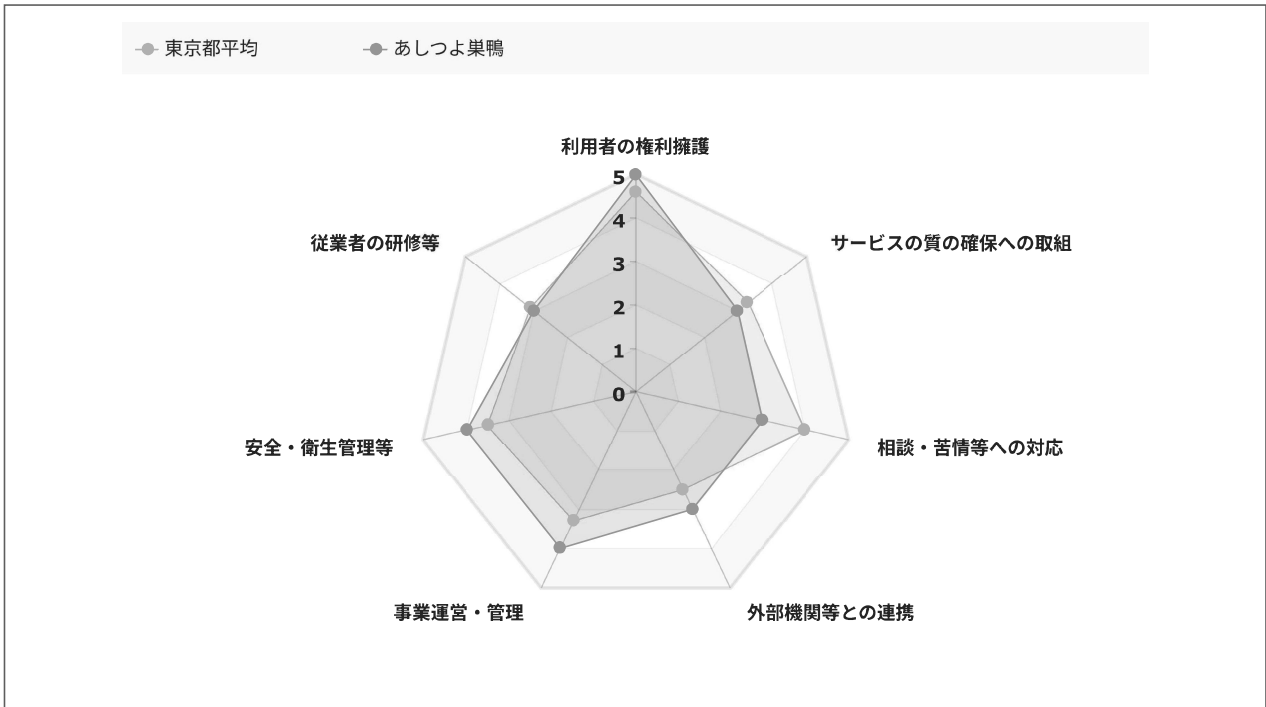 東京都平均 あしつよ巣鴨
利用者の権利擁護
5
従業者の研修等 サービスの質の確保への取組
4
3
2
1
0
安全・衛生管理等 相談・苦情等への対応
事業運営・管理 外部機関等との連携